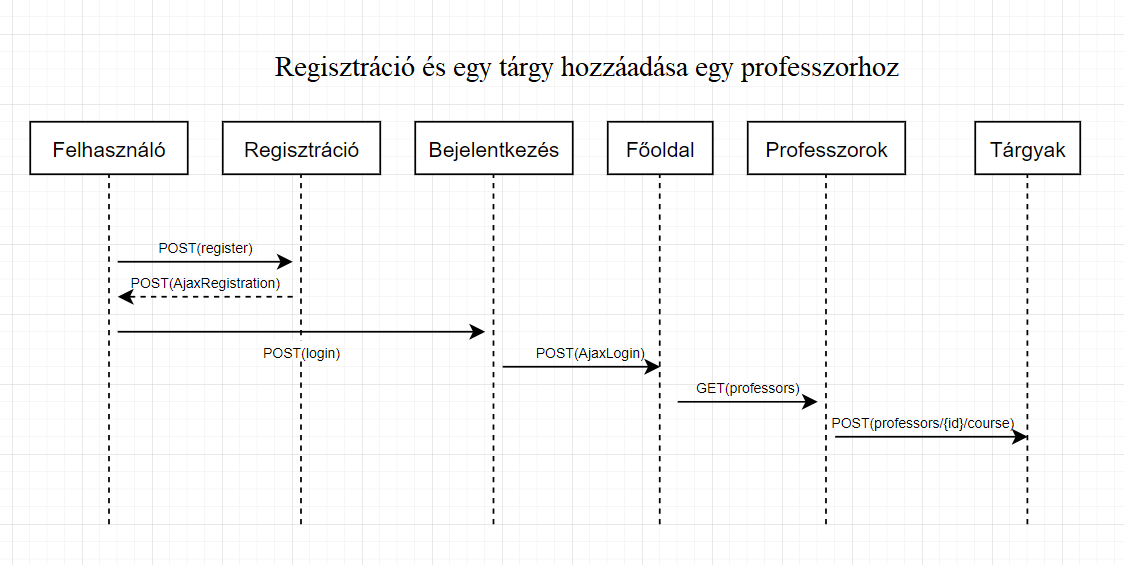 Regisztráció és egy tárgy hozzáadása egy professzorhoz
Felhasználó
Regisztráció
Bejelentkezés
Főoldal
Professzorok
Tárgyak
POST(register)
POST(AjaxRegistration)
POST(login)
POST(AjaxLogin)
GET(professors)
POST(professors/{id}/course)